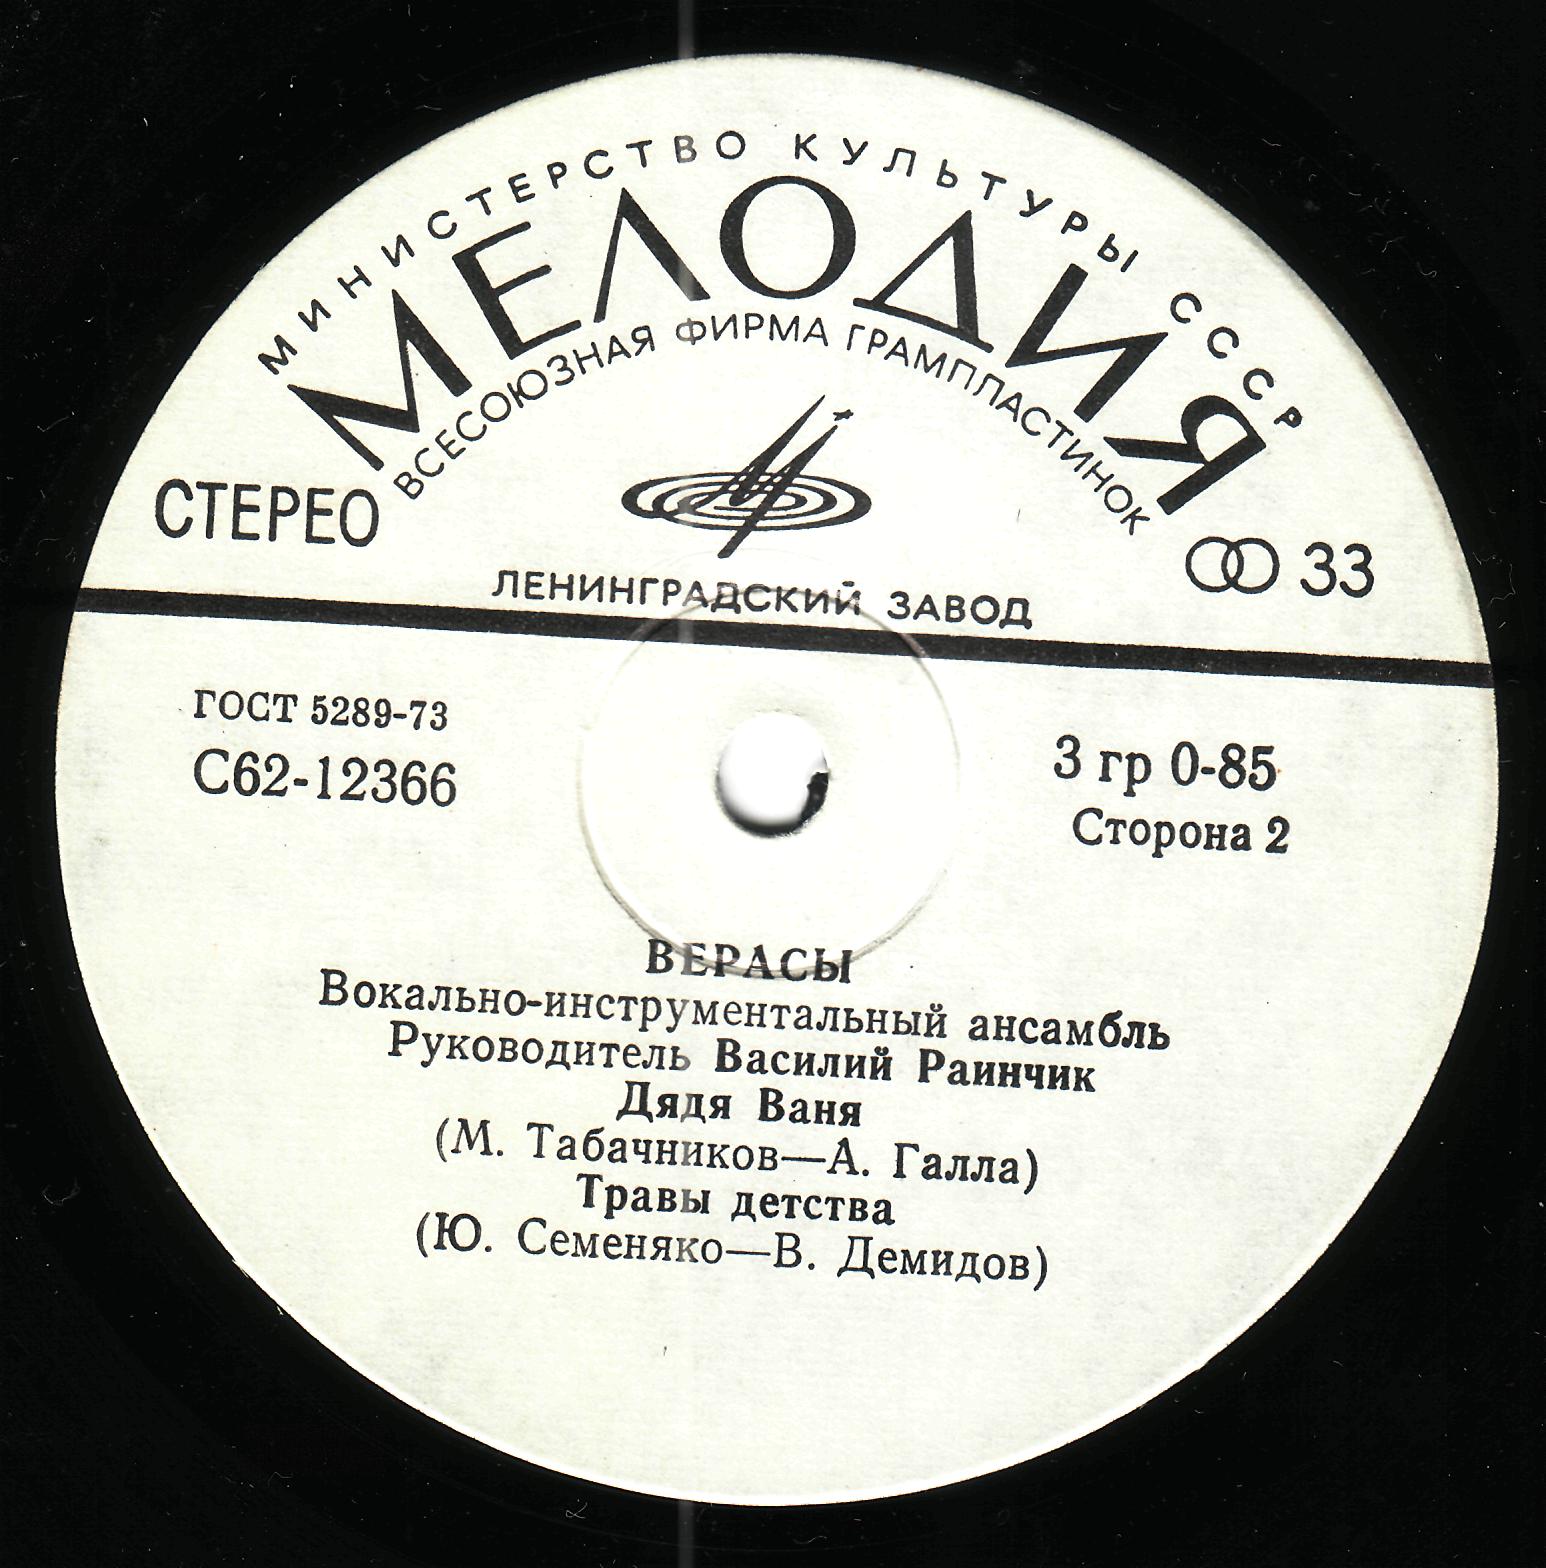 МИНИСТЕРСТВО КУЛЬТУРЫ СССР
МЕЛОДИЯ
ВСЕСОЮЗНАЯ ФИРМА ГРАМПЛАСТИНОК
СТЕРЕО
33
ЛЕНИНГРАДСКИЙ ЗАВОД
ГОСТ 5289-73
С62-12366
3 гр 0-85
Сторона 2
ВЕРАСЫ
Вокально-инструментальный ансамбль
Руководитель Василий Раинчик
Дядя Ваня
(М. Табачников—А. Галла)
Травы детства
(Ю. Семеняко—В. Демидов)